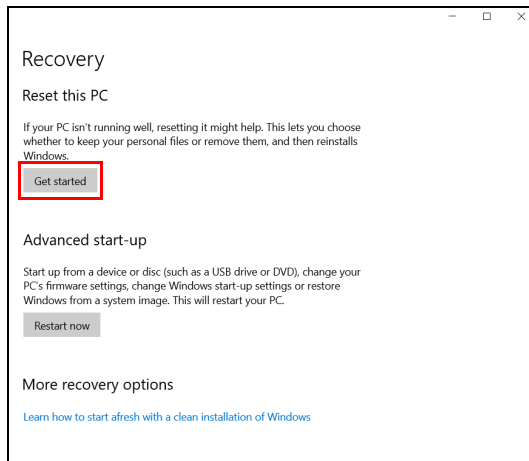 Recovery
Reset this PC
If your PC isn't running well, resetting it might help. This lets you choose
whether to keep your personal files or remove them, and then reinstalls
Windows.
Get started
Advanced start-up
Start up from a device or disc (such as a USB drive or DVD), change your
PC's firmware settings, change Windows start-up settings or restore
Windows from a system image. This will restart your PC.
Restart now
More recovery options
Learn how to start afresh with a clean installation of Windows